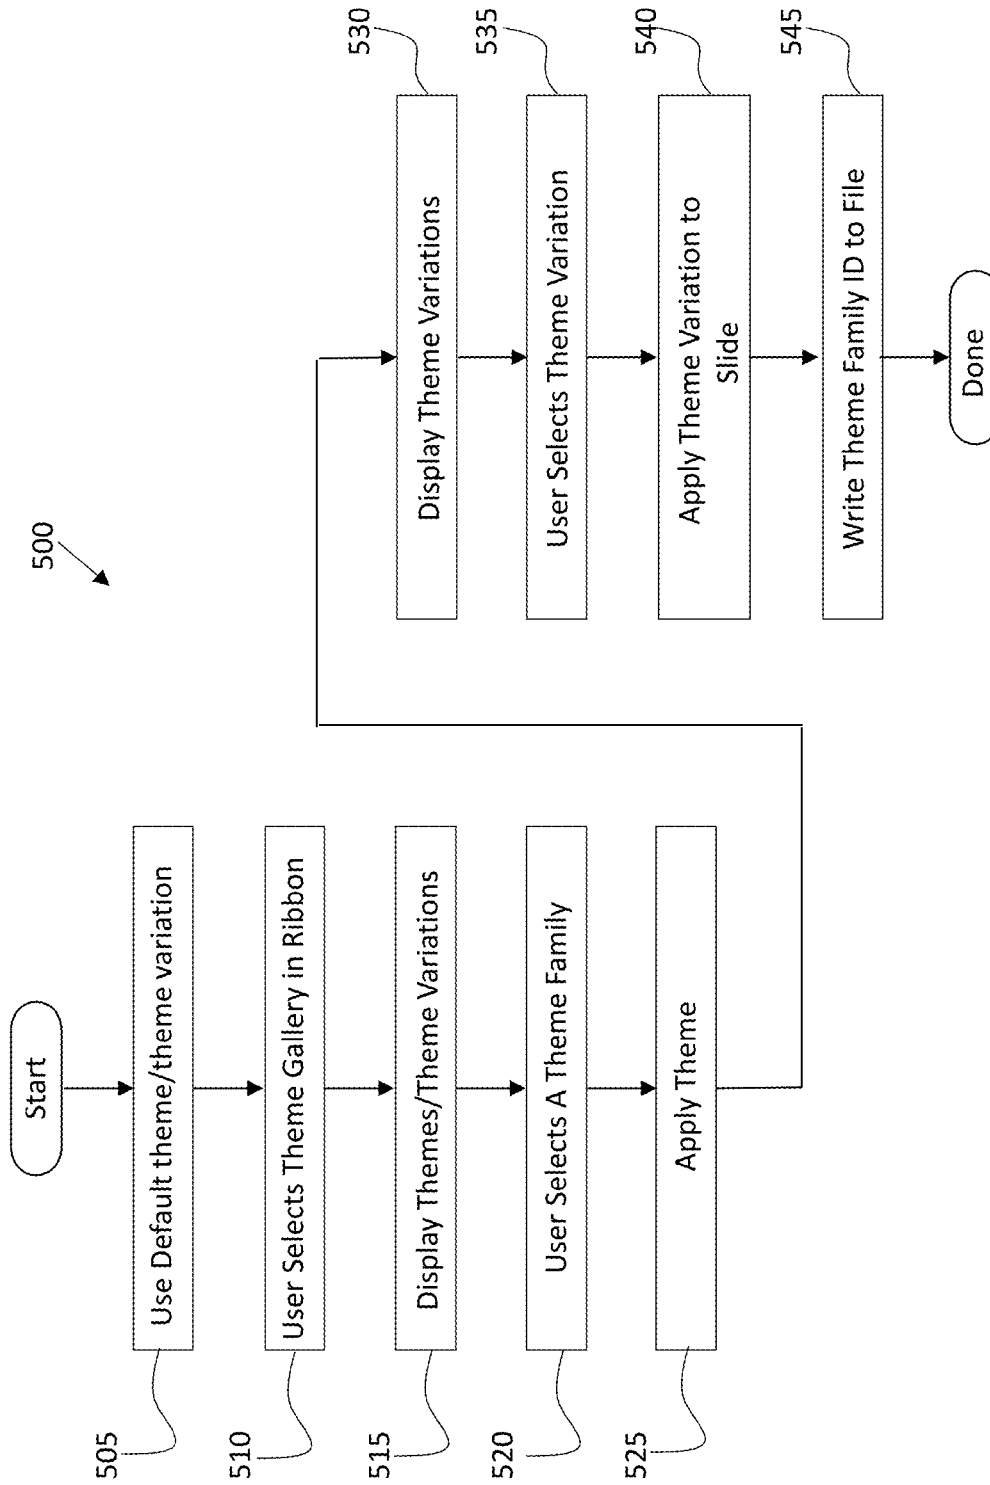 500
Start
505
Use Default theme/theme variation
510
User Selects Theme Gallery in Ribbon
515
Display Themes/Theme Variations
520
User Selects A Theme Family
525
Apply Theme
530
Display Theme Variations
535
User Selects Theme Variation
540
Apply Theme Variation to
Slide
545
Write Theme Family ID to File
Done